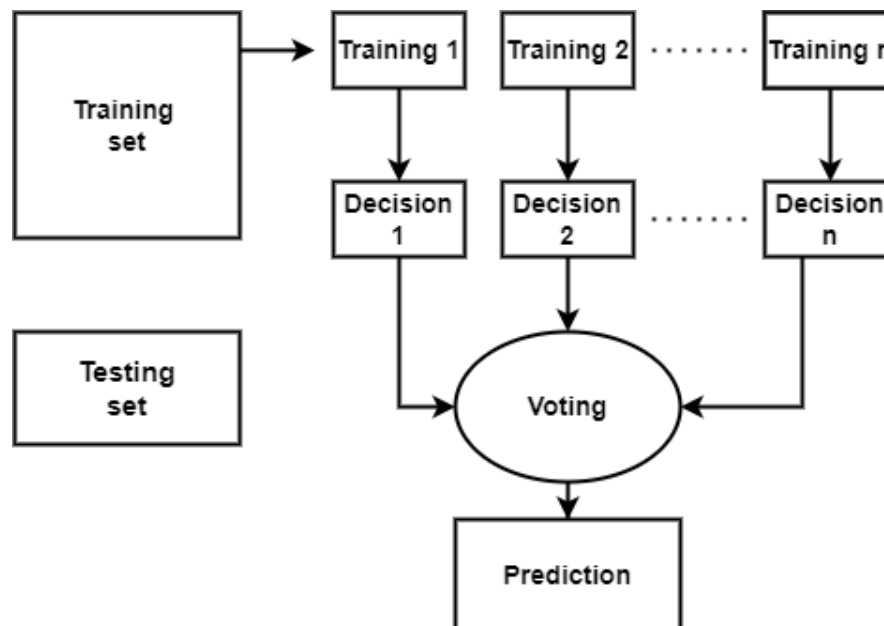 Training
set
Training 1
Training 2
Training n
Decision
1
Decision
2
Decision
n
Testing
set
Voting
Prediction